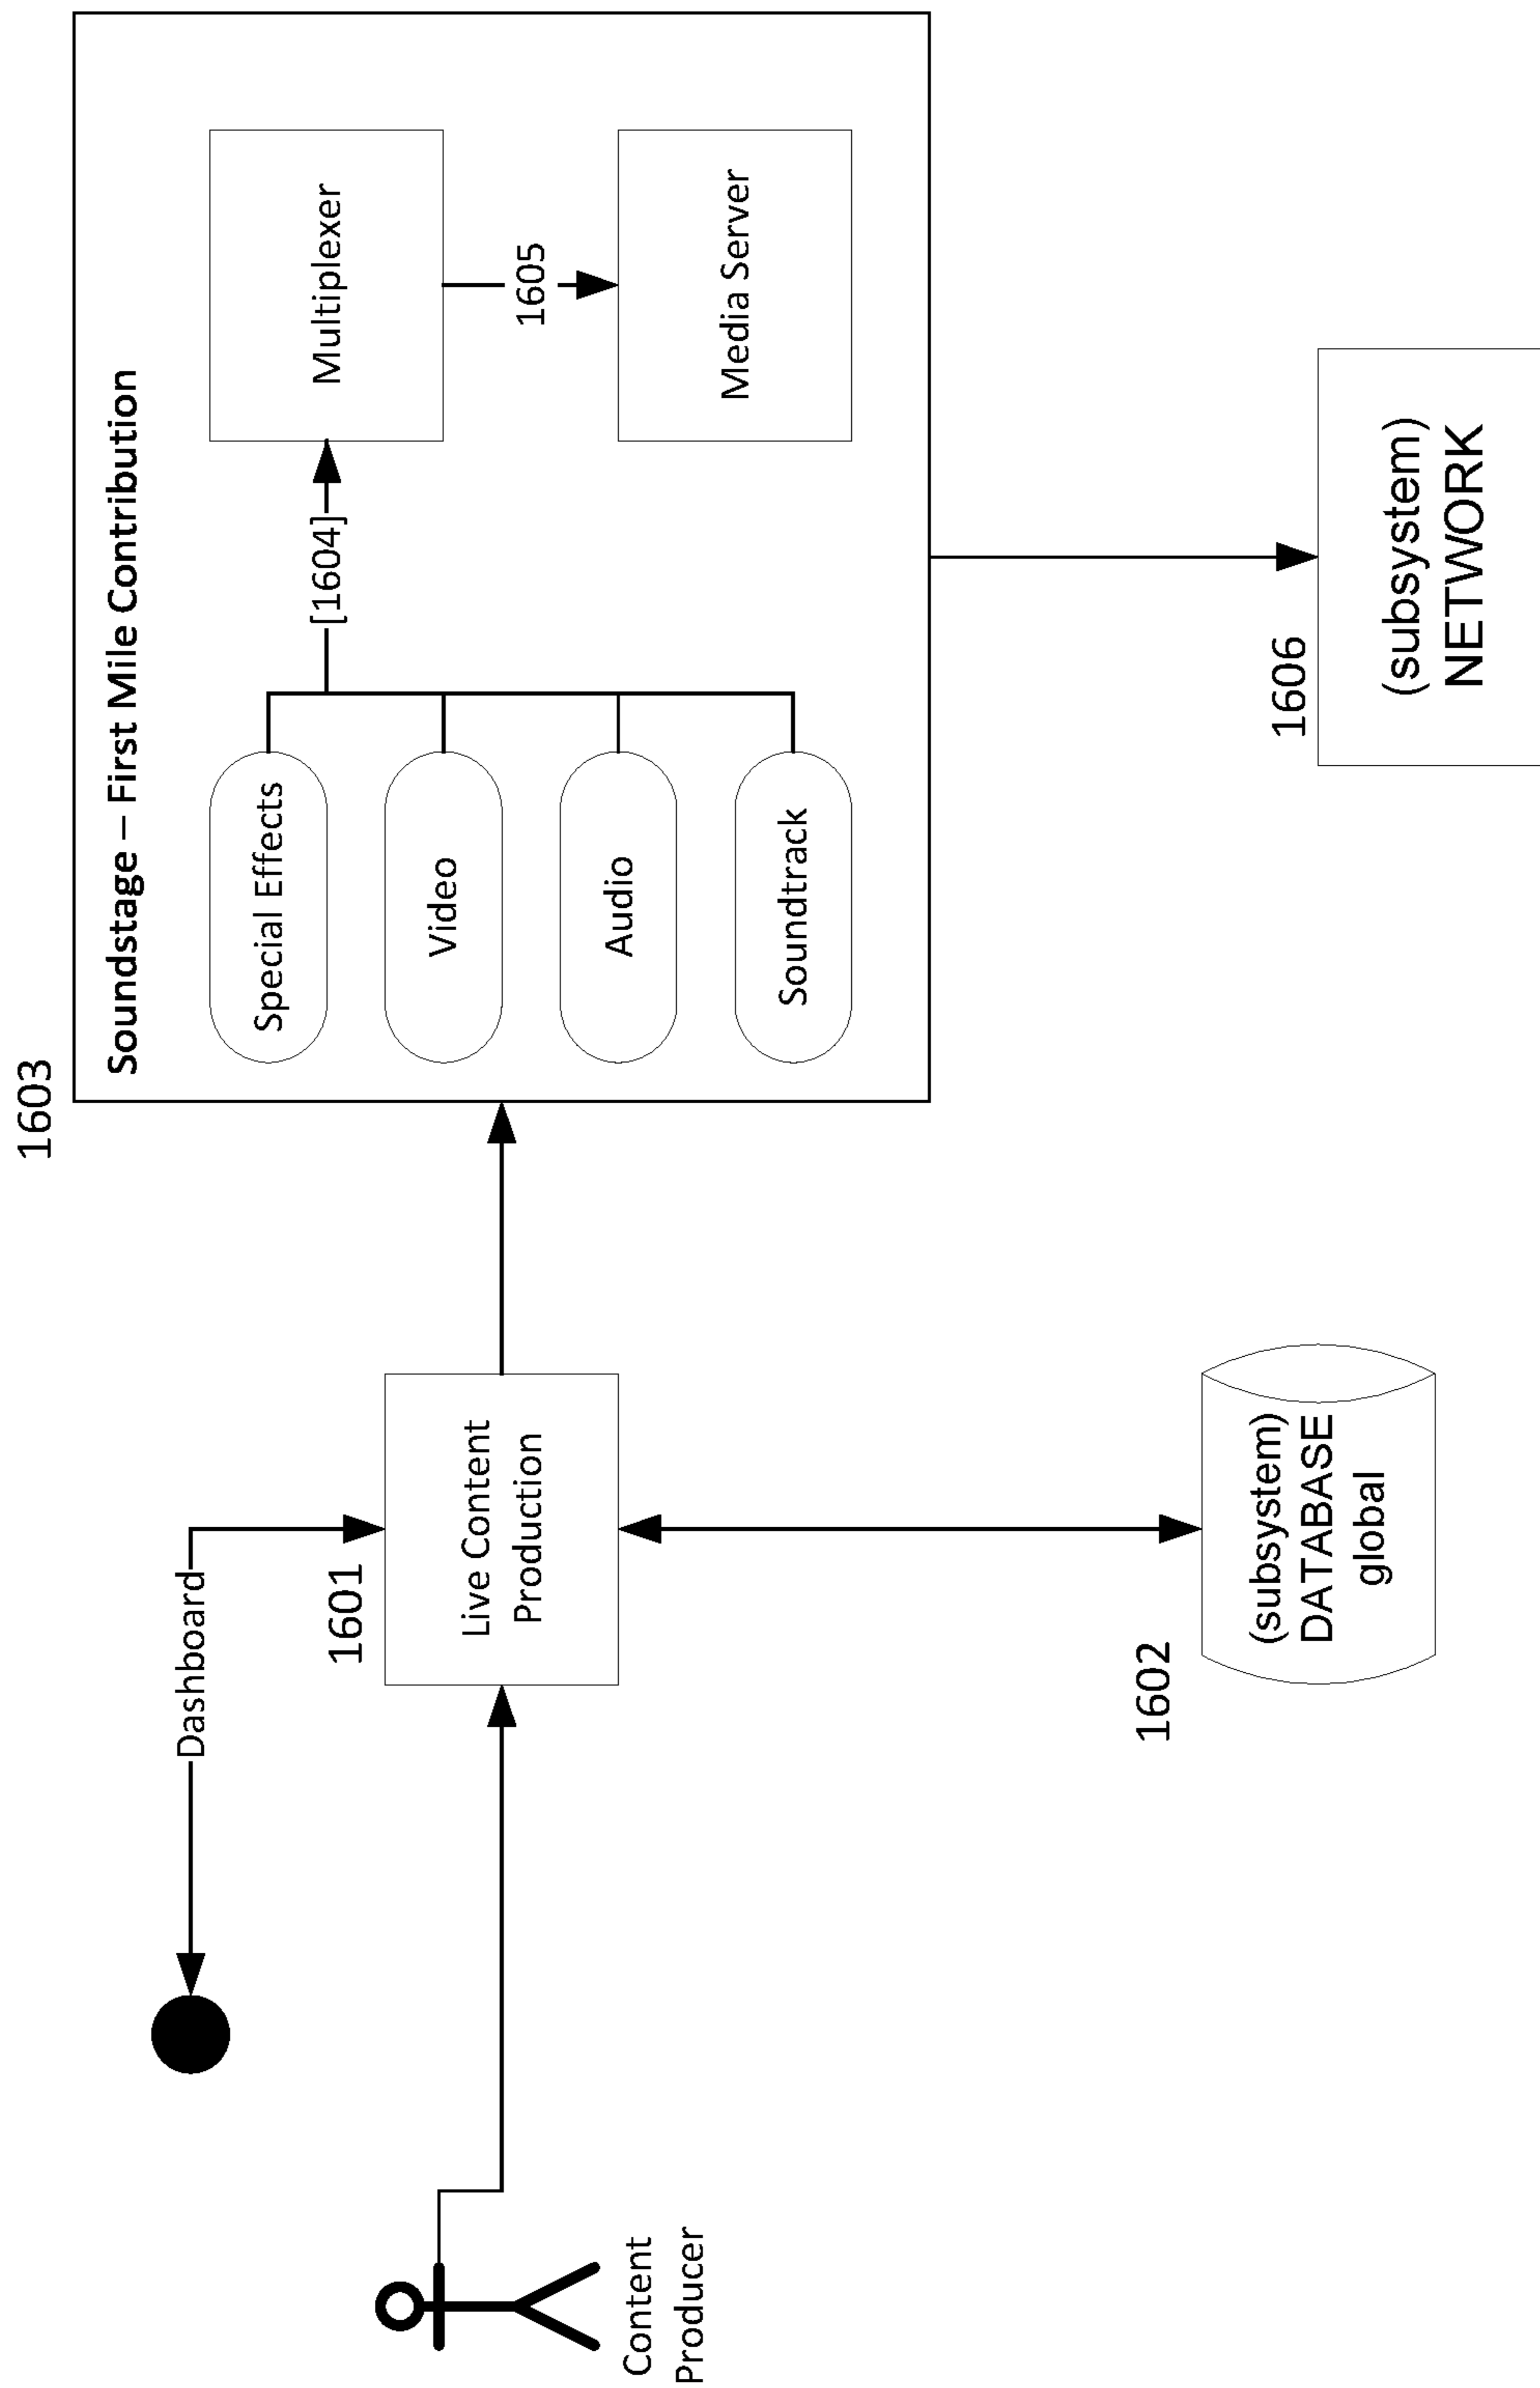 1603
Soundstage – First Mile Contribution
Special Effects
Video
Audio
Soundtrack
[1604]
Multiplexer
1605
Media Server
Dashboard
1601
Live Content
Production
Content
Producer
1602
(subsystem)
DATABASE
global
1606
(subsystem)
NETWORK